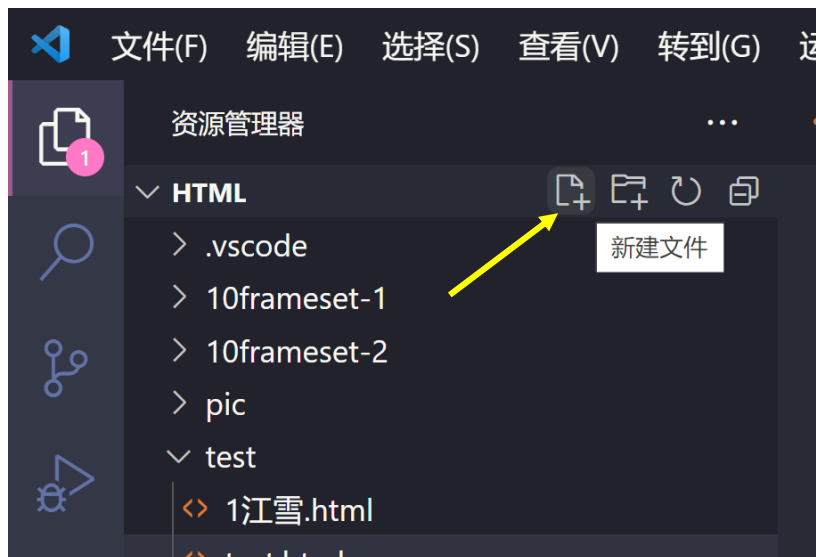 文件(F) 编辑(E) 选择(S) 查看(V) 转到(G)
资源管理器 ...
1
HTML
新建文件
.vscode
10frameset-1
10frameset-2
pic
test
1江雪.html